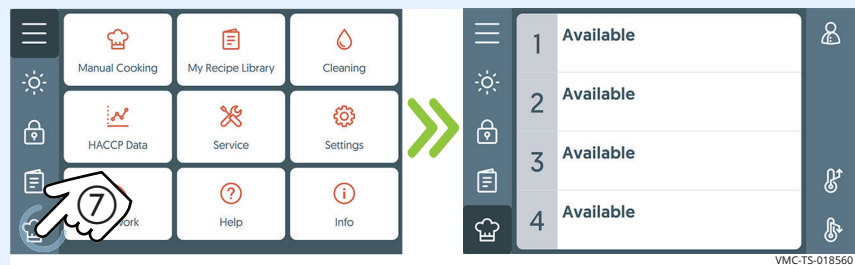 Manual Cooking
My Recipe Library
Cleaning
HACCP Data
Service
Settings
7
ork
Help
Info
1 Available
2 Available
3 Available
4 Available
VMC-TS-018560